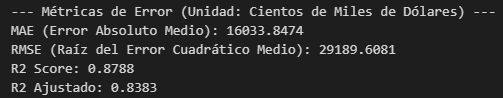 --- Métricas de Error (Unidad: Cientos de Miles de Dólares) ---
MAE (Error Absoluto Medio): 16033.8474
RMSE (Raíz del Error Cuadrático Medio): 29189.6081
R2 Score: 0.8788
R2 Ajustado: 0.8383